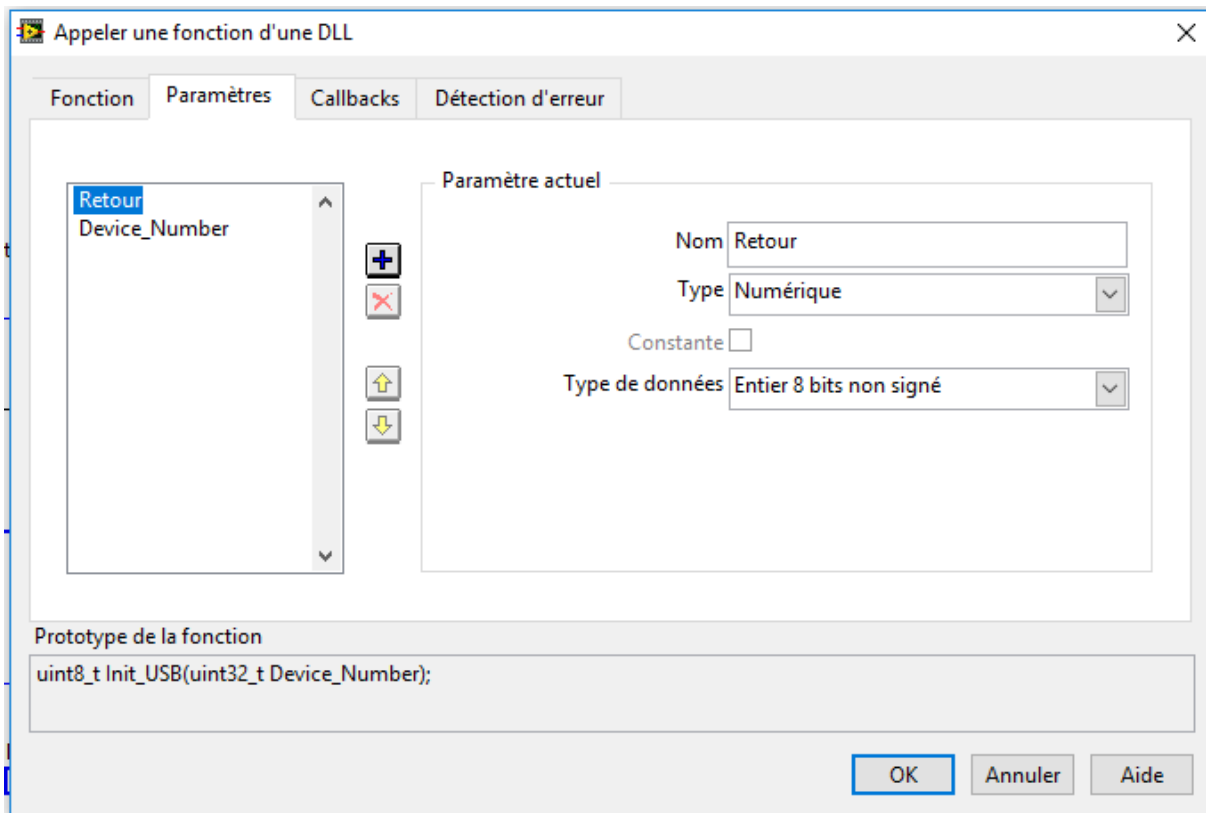 Appeler une fonction d'une DLL
Fonction Paramètres Callbacks Détection d'erreur
Retour
Device_Number
Paramètre actuel
Nom Retour
Type Numérique
Constante
Type de données Entier 8 bits non signé
Prototype de la fonction
uint8_t Init_USB(uint32_t Device_Number);
OK Annuler Aide